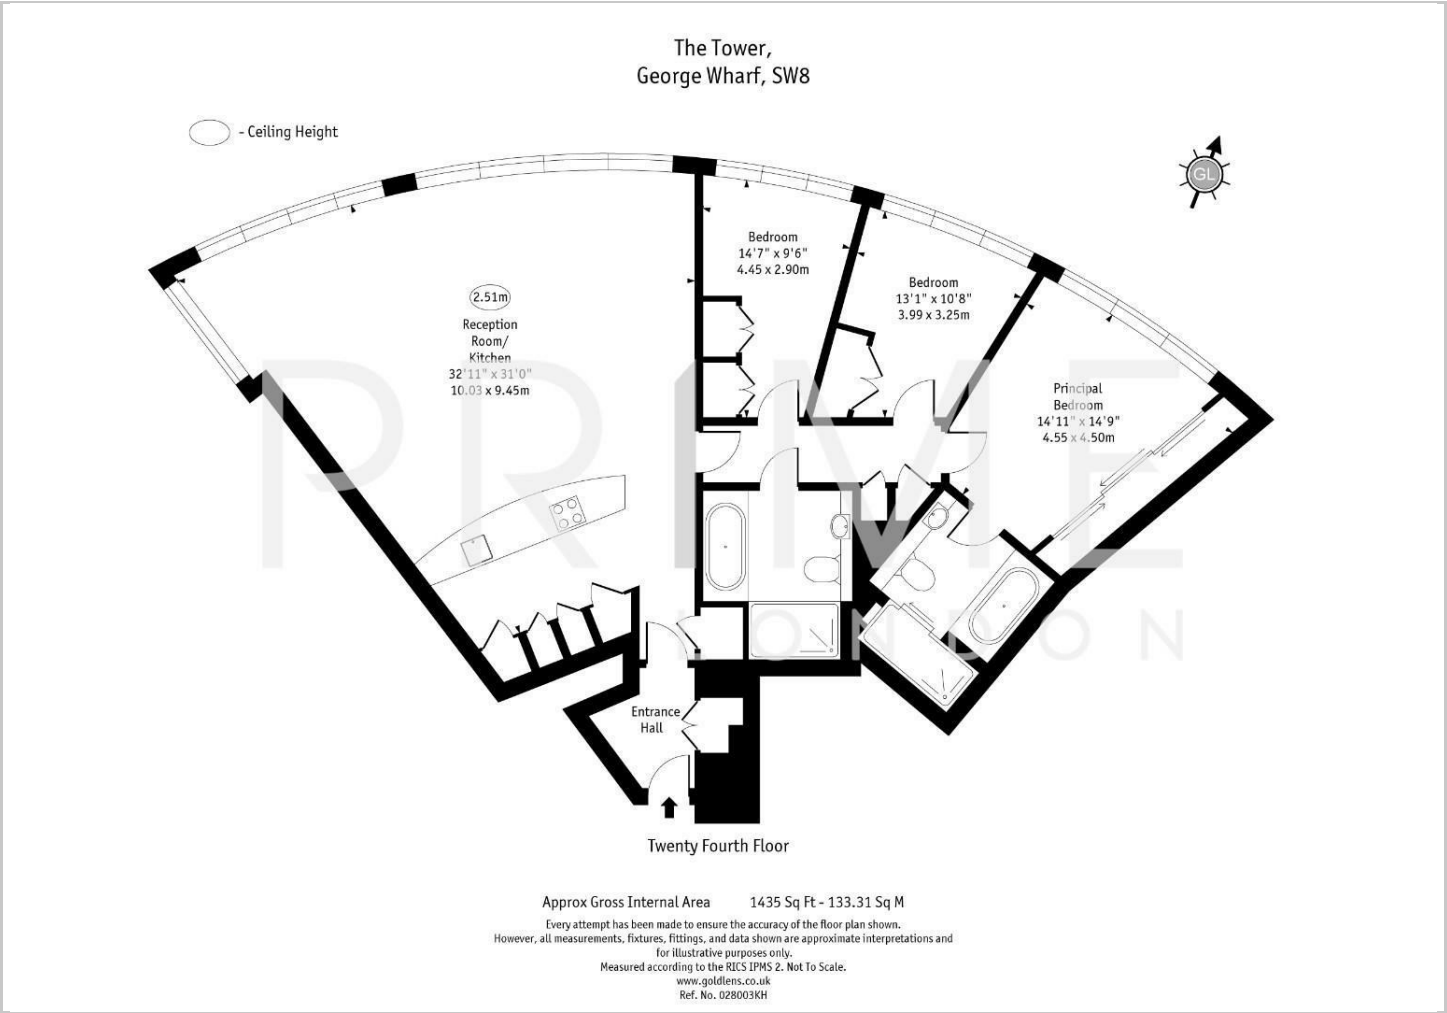 The Tower,
George Wharf, SW8
- Ceiling Height
GL
Bedroom
14'7" x 9'6"
4.45 x 2.90m
Bedroom
13'1" x 10'8"
3.99 x 3.25m
2.51m
Reception
Room/
Kitchen
32'11" x 31'0"
10.03 x 9.45m
Principal
Bedroom
14'11" x 14'9"
4.55 x 4.50m
PRIME
LONDON
Entrance
Hall
Twenty Fourth Floor
Approx Gross Internal Area 1435 Sq Ft - 133.31 Sq M
Every attempt has been made to ensure the accuracy of the floor plan shown.
However, all measurements, fixtures, fittings, and data shown are approximate interpretations and
for illustrative purposes only.
Measured according to the RICS IPMS 2. Not To Scale.
www.goldlens.co.uk
Ref. No. 028003KH